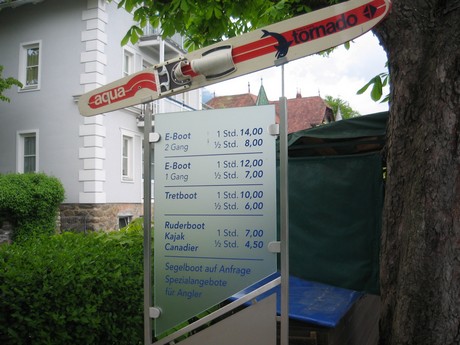 aqua tornado
E-Boot 1 Std. 14,00
2 Gang ½ Std. 8,00
E-Boot 1 Std. 12,00
1 Gang ½ Std. 7,00
Tretboot 1 Std. 10,00
½ Std. 6,00
Ruderboot 1 Std. 7,00
Kajak ½ Std. 4,50
Canadier
Segelboot auf Anfrage
Spezialangebote
für Angler